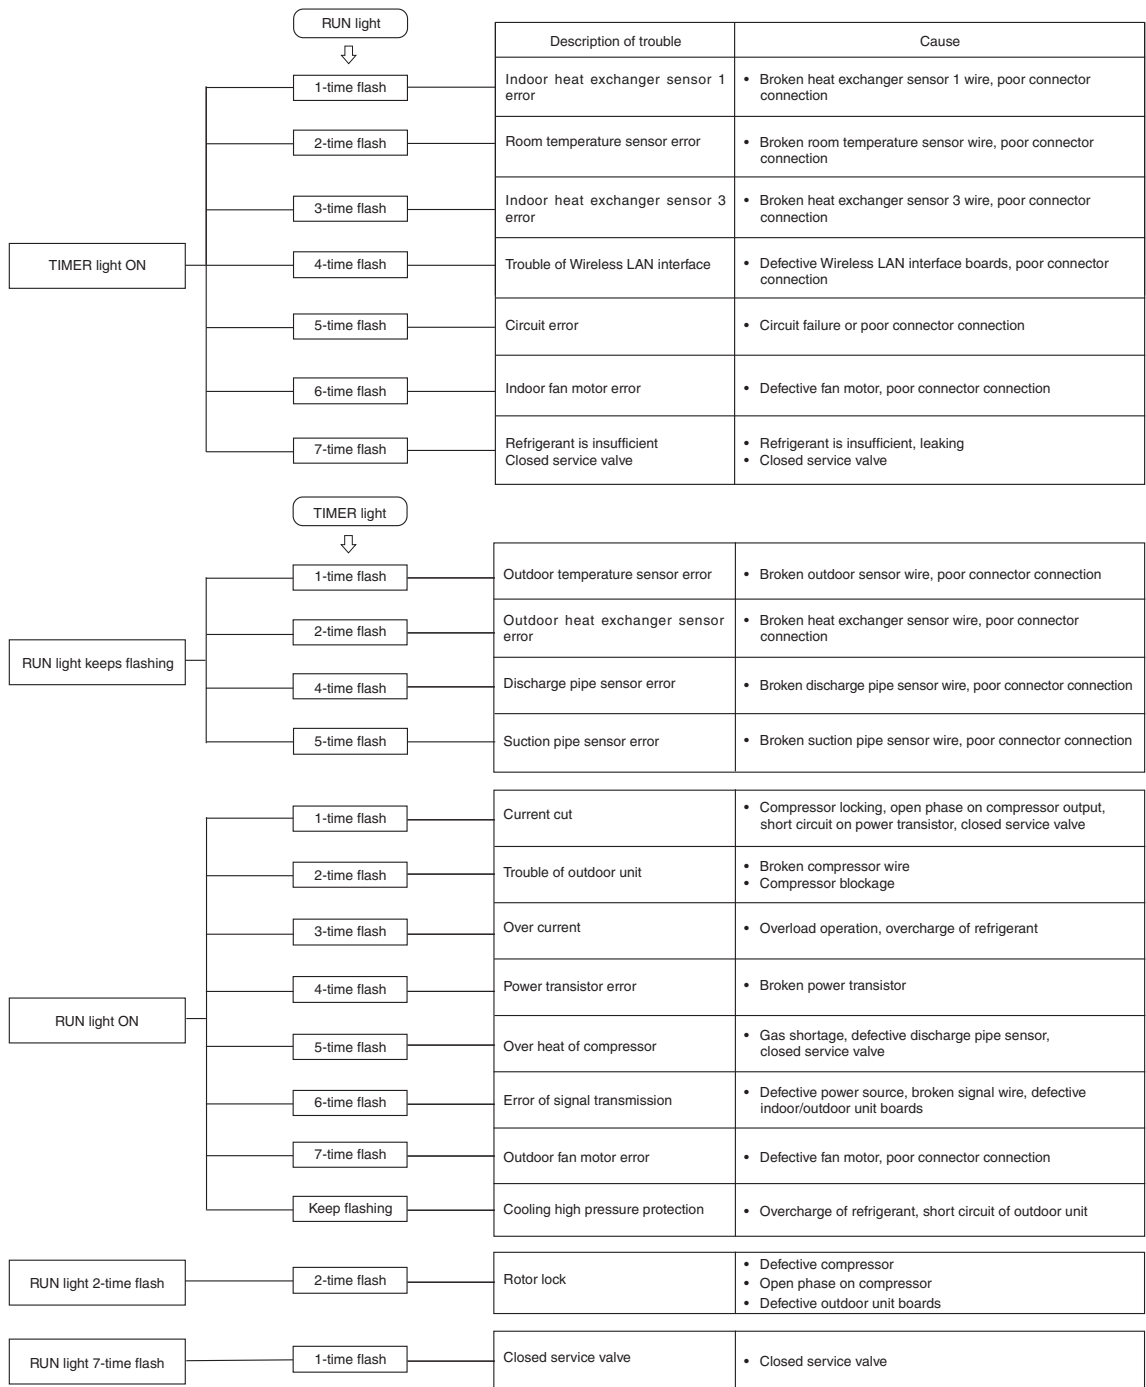 RUN light
Description of trouble
Cause
1-time flash
Indoor heat exchanger sensor 1
error
• Broken heat exchanger sensor 1 wire, poor connector
connection
2-time flash
Room temperature sensor error
• Broken room temperature sensor wire, poor connector
connection
3-time flash
Indoor heat exchanger sensor 3
error
• Broken heat exchanger sensor 3 wire, poor connector
connection
TIMER light ON
4-time flash
Trouble of Wireless LAN interface
• Defective Wireless LAN interface boards, poor connector
connection
5-time flash
Circuit error
• Circuit failure or poor connector connection
6-time flash
Indoor fan motor error
• Defective fan motor, poor connector connection
7-time flash
Refrigerant is insufficient
Closed service valve
• Refrigerant is insufficient, leaking
• Closed service valve
TIMER light
1-time flash
Outdoor temperature sensor error
• Broken outdoor sensor wire, poor connector connection
2-time flash
Outdoor heat exchanger sensor
error
• Broken heat exchanger sensor wire, poor connector
connection
RUN light keeps flashing
4-time flash
Discharge pipe sensor error
• Broken discharge pipe sensor wire, poor connector connection
5-time flash
Suction pipe sensor error
• Broken suction pipe sensor wire, poor connector connection
1-time flash
Current cut
• Compressor locking, open phase on compressor output,
short circuit on power transistor, closed service valve
2-time flash
Trouble of outdoor unit
• Broken compressor wire
• Compressor blockage
3-time flash
Over current
• Overload operation, overcharge of refrigerant
4-time flash
Power transistor error
• Broken power transistor
RUN light ON
5-time flash
Over heat of compressor
• Gas shortage, defective discharge pipe sensor,
closed service valve
6-time flash
Error of signal transmission
• Defective power source, broken signal wire, defective
indoor/outdoor unit boards
7-time flash
Outdoor fan motor error
• Defective fan motor, poor connector connection
Keep flashing
Cooling high pressure protection
• Overcharge of refrigerant, short circuit of outdoor unit
RUN light 2-time flash
2-time flash
Rotor lock
• Defective compressor
• Open phase on compressor
• Defective outdoor unit boards
RUN light 7-time flash
1-time flash
Closed service valve
• Closed service valve